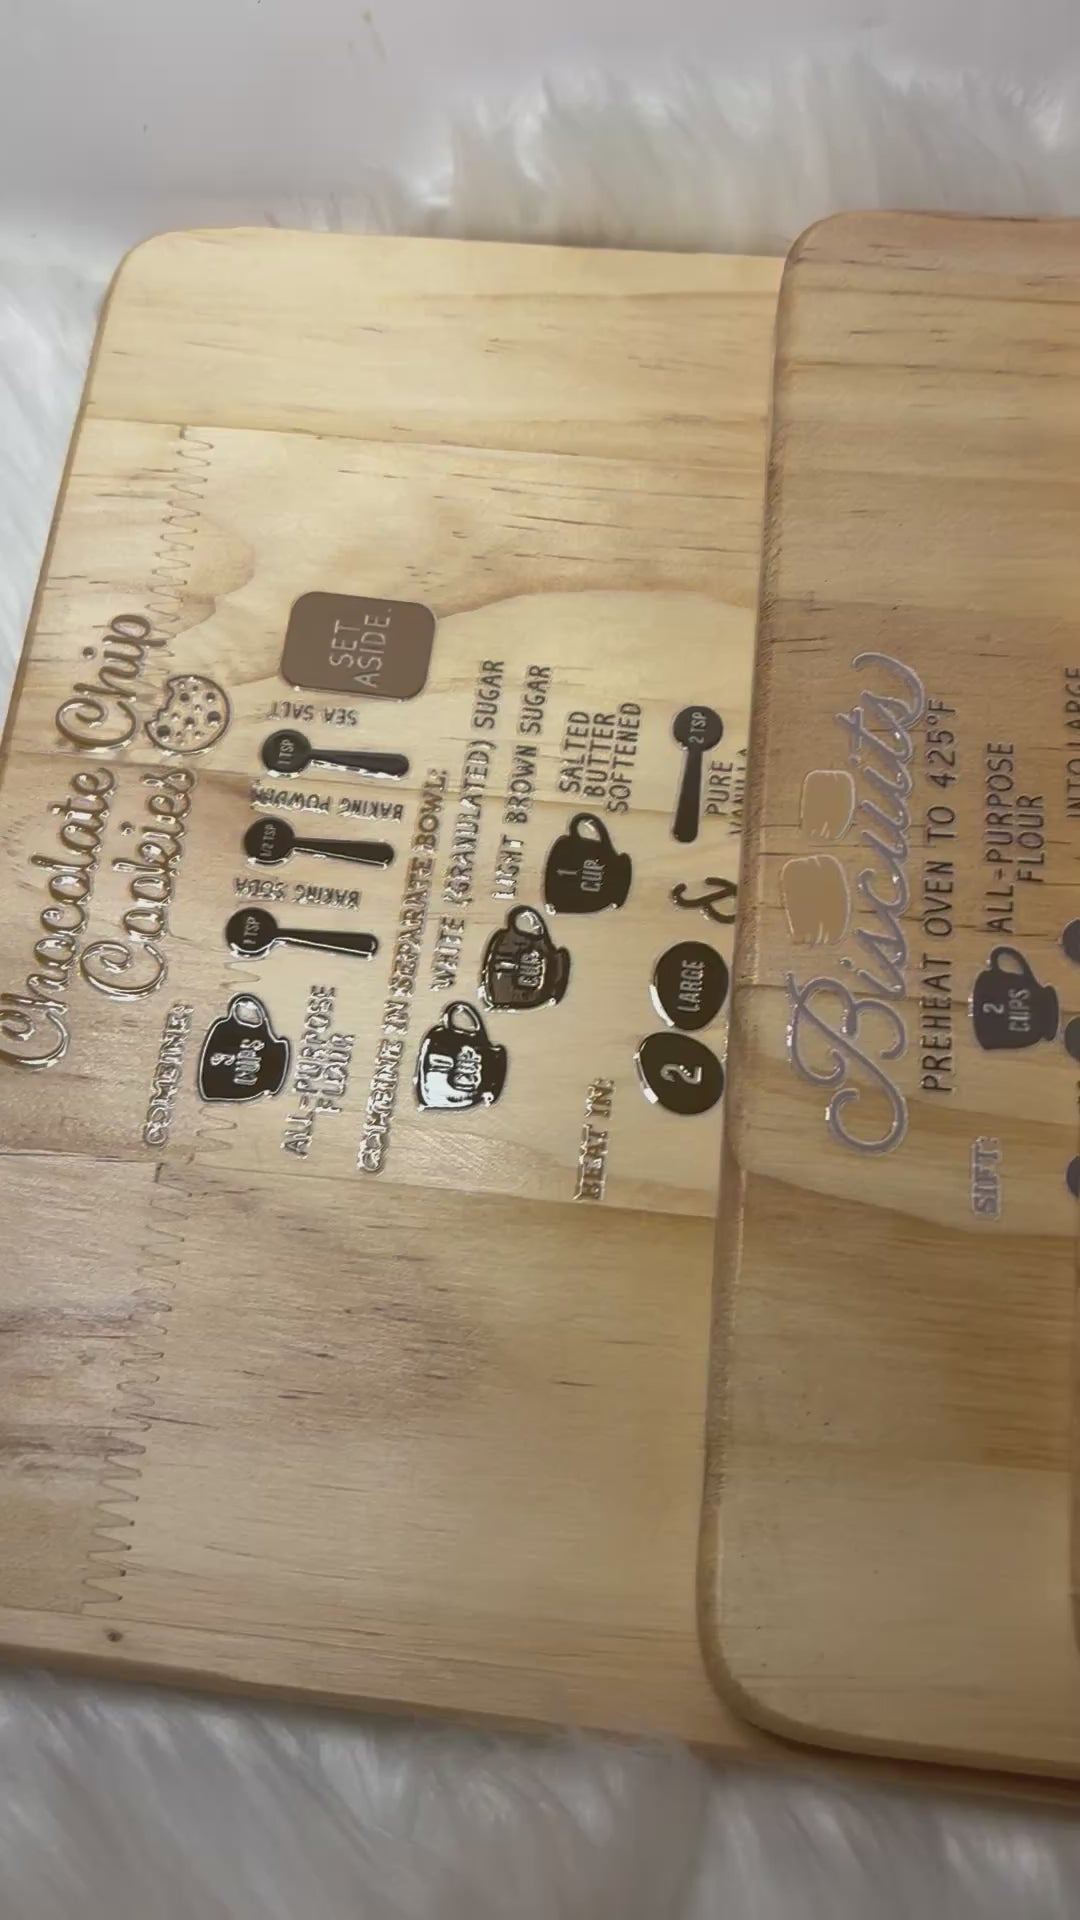 Chocolate Chip
Cookies
COMBINE:
3
CUPS
ALL-PURPOSE
FLOUR
1 TSP
BAKING SODA
1/2 TSP
BAKING POWDER
1 TSP
SEA SALT
SET
ASIDE.
COMBINE IN SEPARATE BOWL:
CUP
WHITE (GRANULATED) SUGAR
CUP
LIGHT BROWN SUGAR
1
CUP
SALTED
BUTTER
SOFTENED
BEAT IN:
2
LARGE
&
2 TSP
PURE
VANILLA
Biscuits
PREHEAT OVEN TO 425°F
SIFT:
2
CUPS
ALL-PURPOSE
FLOUR
INTO LARGE